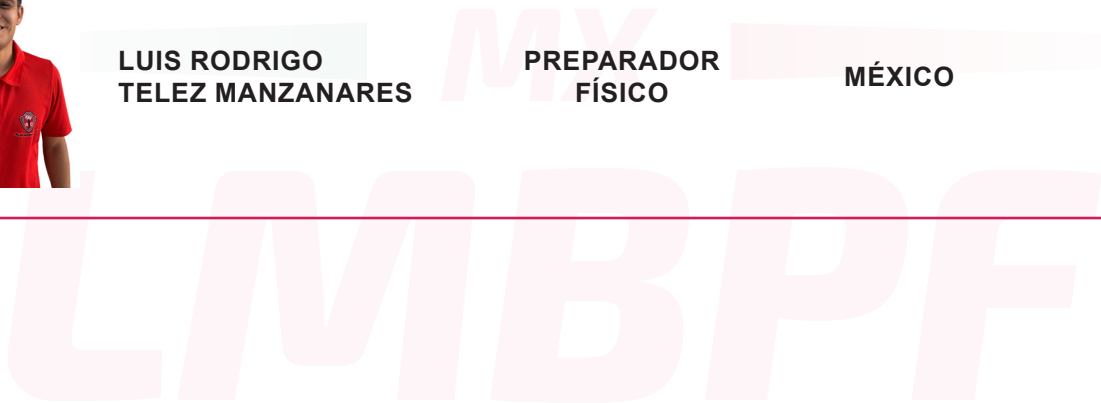 MX
LUIS RODRIGO
TELEZ MANZANARES
PREPARADOR
FÍSICO
MÉXICO
LMBPF